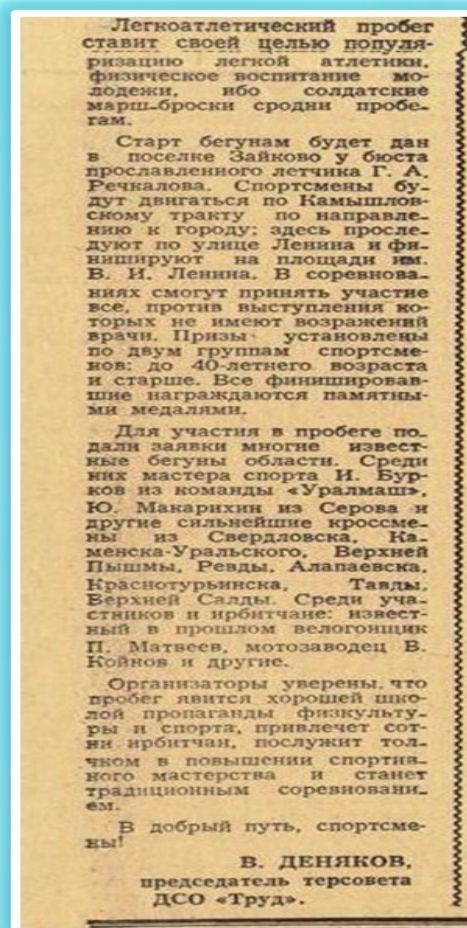 Легкоатлетический пробег
ставит своей целью популя-
ризацию легкой атлетики,
физическое воспитание мо-
лодежи, ибо солдатские
марш-броски сродни пробе-
гам.
Старт бегунам будет дан
в поселке Зайково у бюста
прославленного летчика Г. А.
Речкалова. Спортсмены бу-
дут двигаться по Камышлов-
скому тракту по направле-
нию к городу; здесь просле-
дуют по улице Ленина и фи-
нишируют на площади им.
В. И. Ленина. В соревнова-
ниях смогут принять участие
все, против выступления ко-
торых не имеют возражений
врачи. Призы установлены
по двум группам спортсме-
нов: до 40-летнего возраста
и старше. Все финишировав-
шие награждаются памятны-
ми медалями.
Для участия в пробеге по-
дали заявки многие извест-
ные бегуны области. Среди
них мастера спорта И. Бур-
ков из команды «Уралмаш»,
Ю. Макарихин из Серова и
другие сильнейшие кроссме-
ны из Свердловска, Ка-
менска-Уральского, Верхней
Пышмы, Ревды, Алапаевска,
Краснотурьинска, Тавды,
Верхней Салды. Среди уча-
стников и ирбитчане: извест-
ный в прошлом велогонщик
П. Матвеев, мотозаводец В.
Койнов и другие.
Организаторы уверены, что
пробег явится хорошей шко-
лой пропаганды физкульту-
ры и спорта, привлечет сот-
ни ирбитчан, послужит тол-
чком в повышении спортив-
ного мастерства и станет
традиционным соревновани-
ем.
В добрый путь, спортсме-
ны!
В. ДЕНЯКОВ,
председатель терсовета
ДСО «Труд».